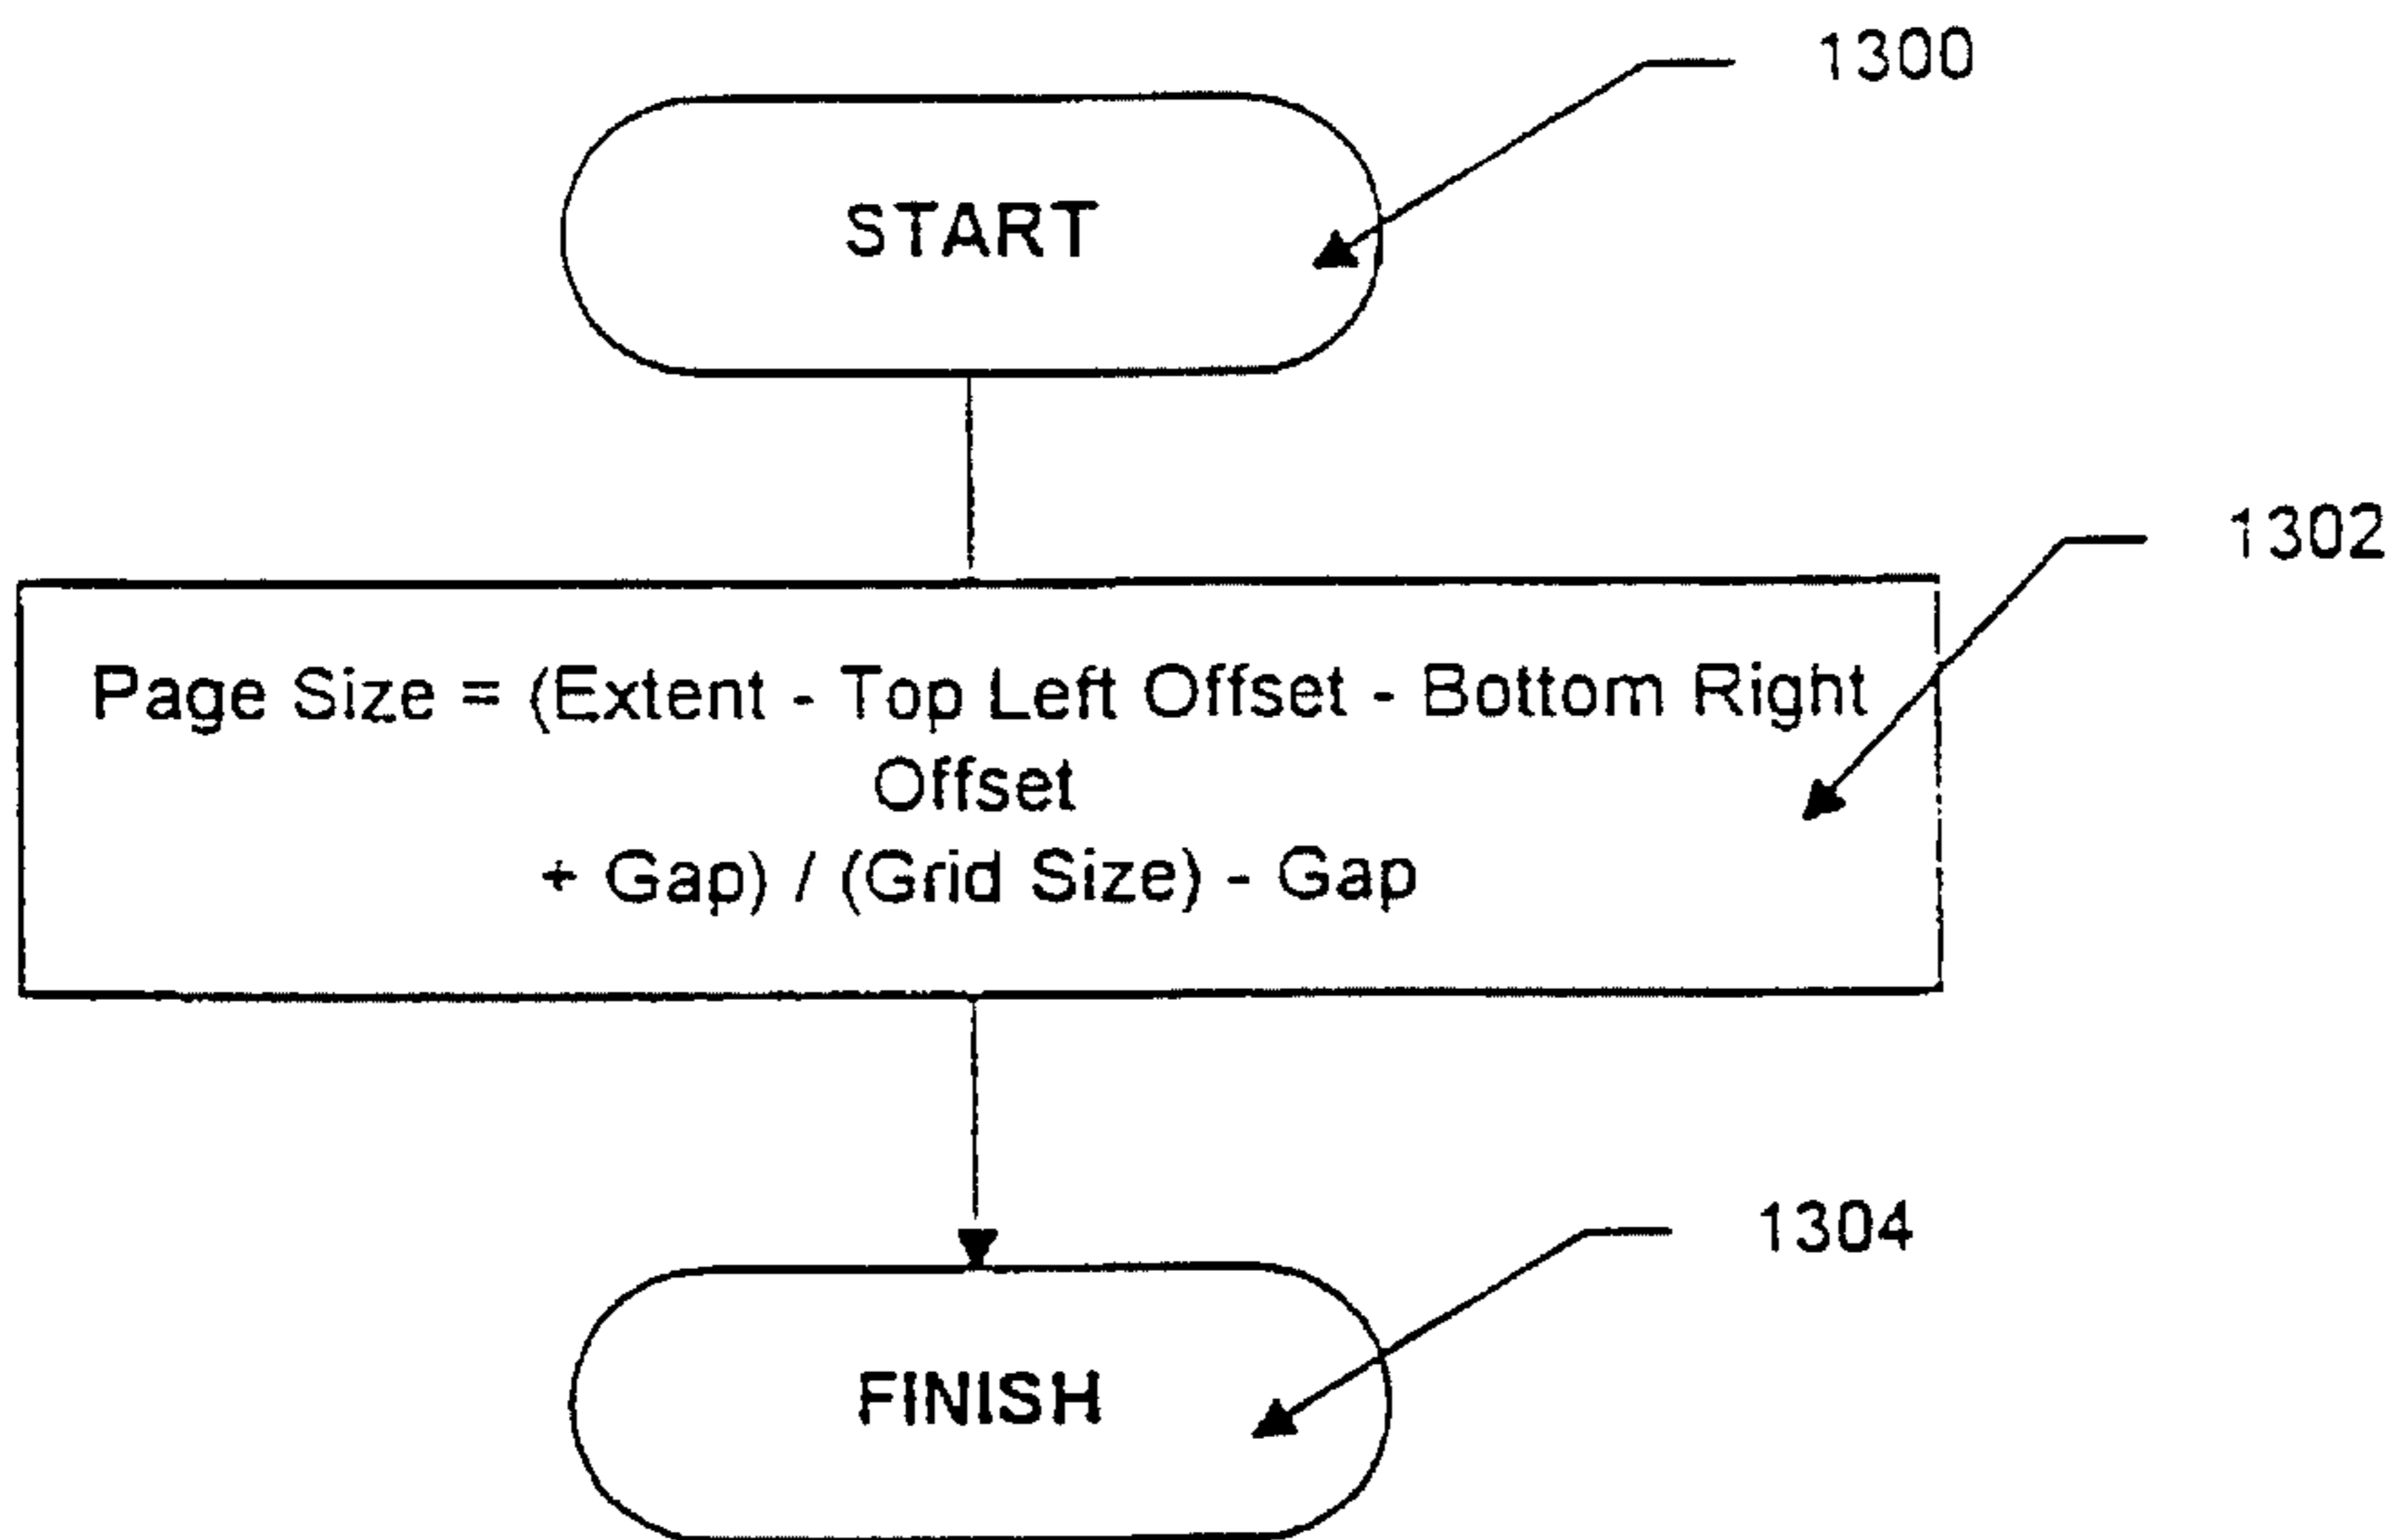 1300
START
1302
Page Size = (Extent - Top Left Offset - Bottom Right
Offset
+ Gap) / (Grid Size) - Gap
1304
FINISH